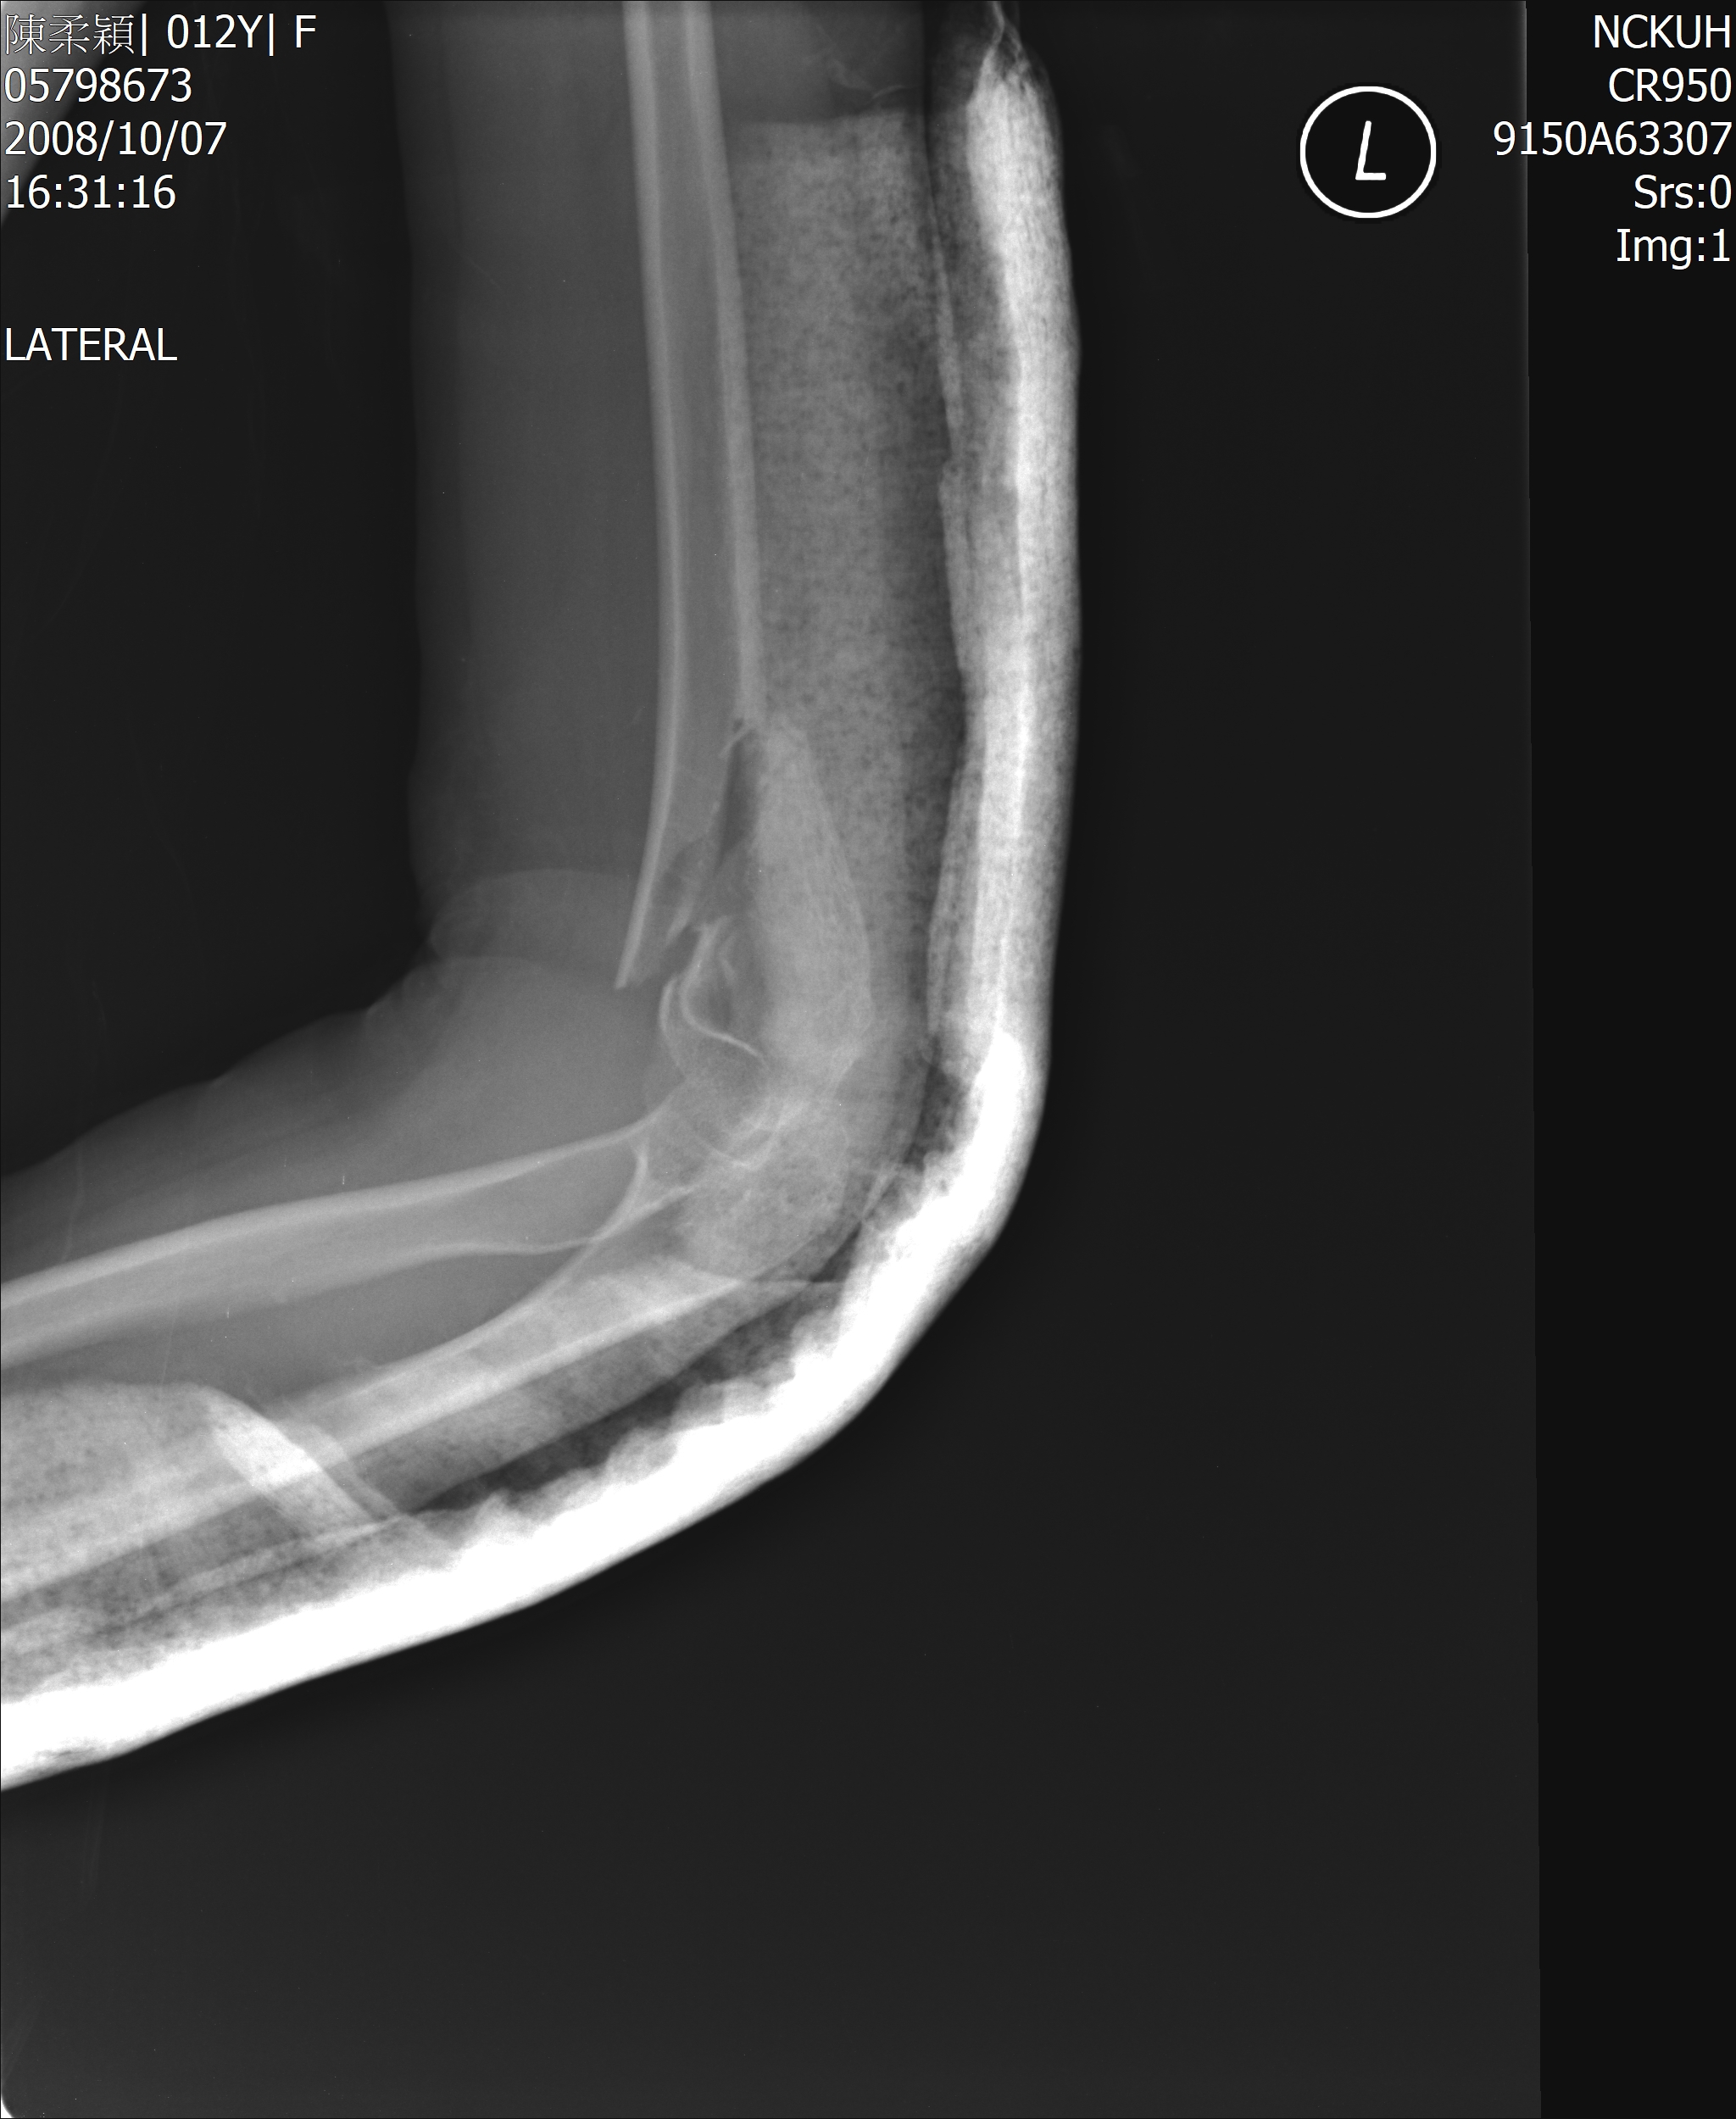 陳柔穎| 012Y| F
05798673
2008/10/07
16:31:16
LATERAL
NCKUH
CR950
9150A63307
Srs:0
Img:1
L